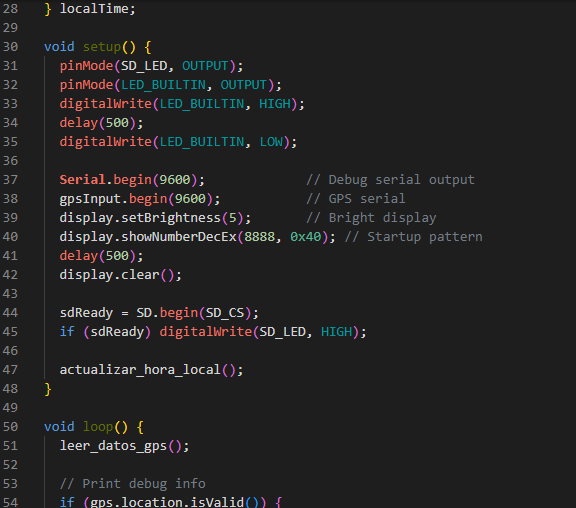 28 } localTime;
29
30 void setup() {
31 pinMode(SD_LED, OUTPUT);
32 pinMode(LED_BUILTIN, OUTPUT);
33 digitalWrite(LED_BUILTIN, HIGH);
34 delay(500);
35 digitalWrite(LED_BUILTIN, LOW);
36
37 Serial.begin(9600); // Debug serial output
38 gpsInput.begin(9600); // GPS serial
39 display.setBrightness(5); // Bright display
40 display.showNumberDecEx(8888, 0x40); // Startup pattern
41 delay(500);
42 display.clear();
43
44 sdReady = SD.begin(SD_CS);
45 if (sdReady) digitalWrite(SD_LED, HIGH);
46
47 actualizar_hora_local();
48 }
49
50 void loop() {
51 leer_datos_gps();
52
53 // Print debug info
54 if (gps.location.isValid()) {